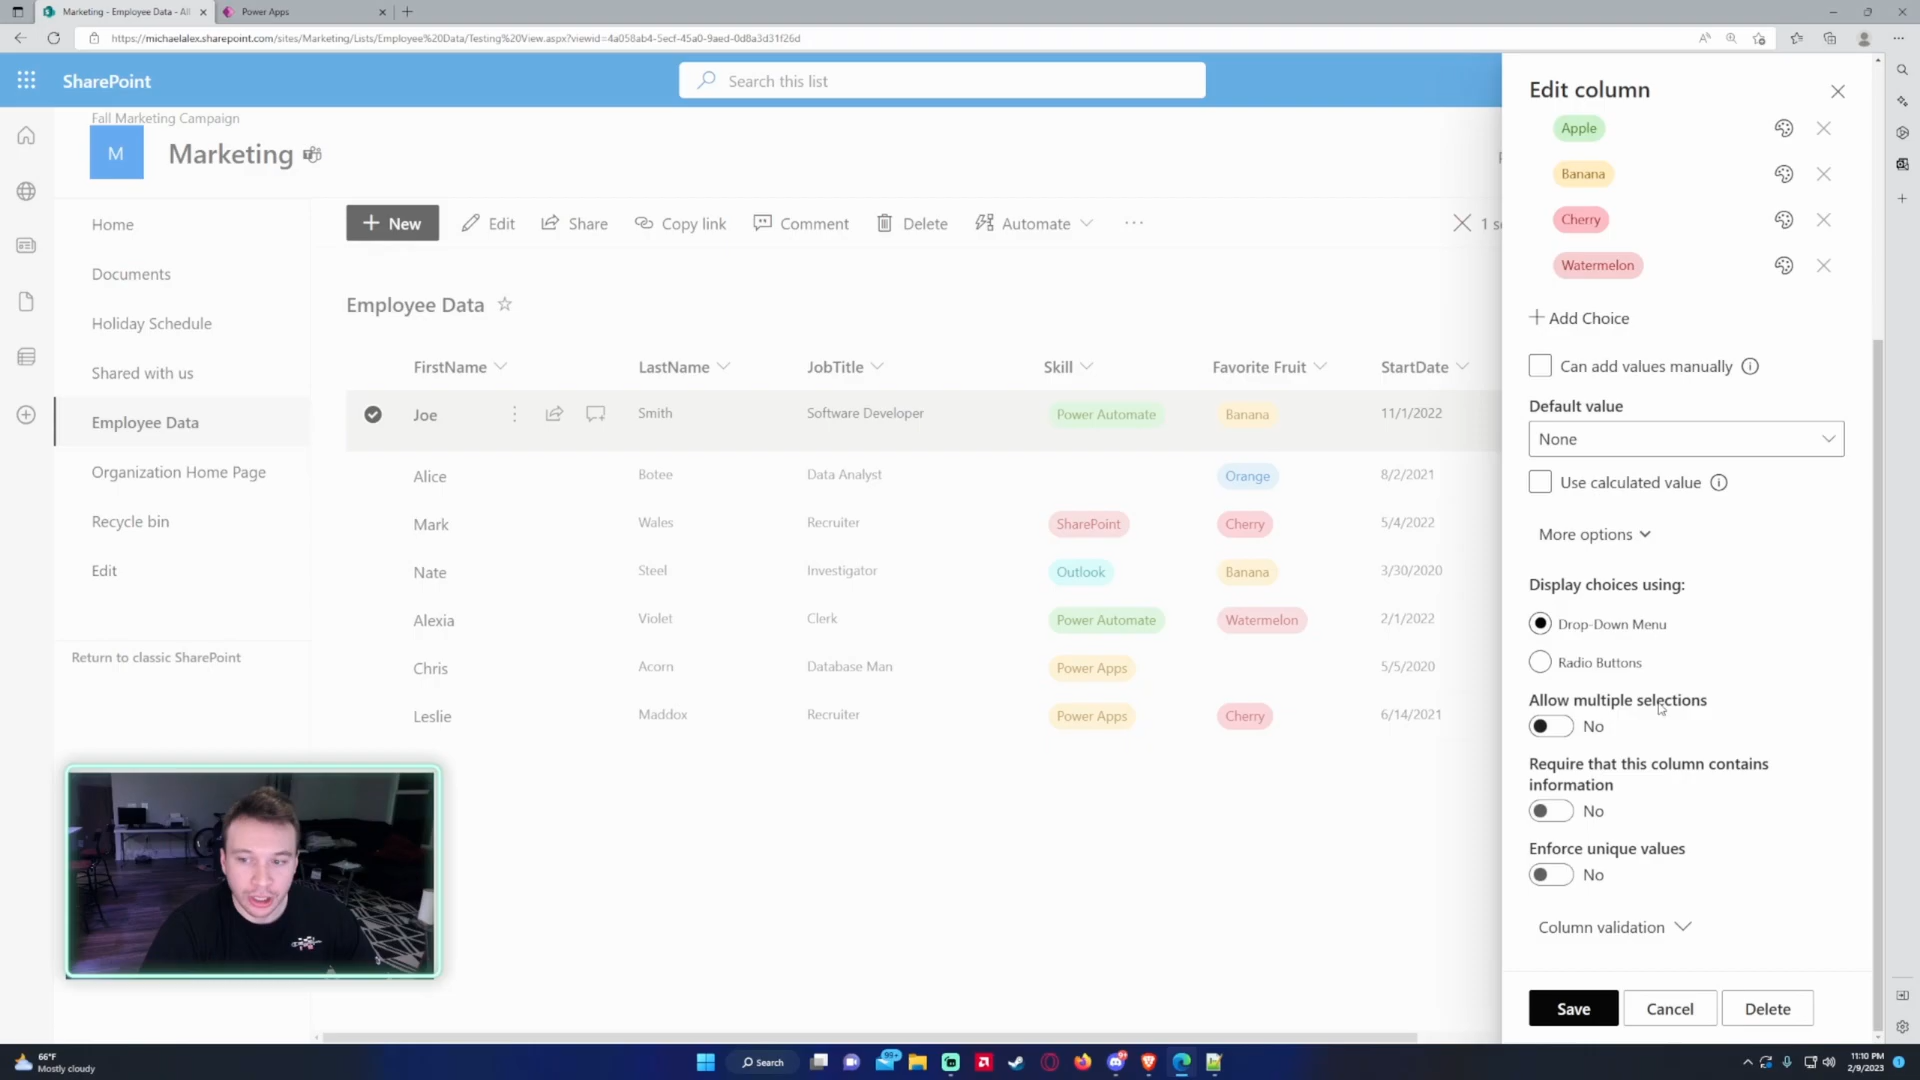 Marketing - Employee Data - All
Power Apps
https://michaelalex.sharepoint.com/sites/Marketing/Lists/Employee%20Data/Testing%20View.aspx?viewid=4a058ab4-5ecf-45a0-9aed-0d8a3d31f26d
SharePoint
Search this list
Fall Marketing Campaign
M
Marketing
New
Edit
Share
Copy link
Comment
Delete
Automate
Home
Documents
Holiday Schedule
Shared with us
Employee Data
Organization Home Page
Recycle bin
Edit
Return to classic SharePoint
Employee Data
FirstName LastName JobTitle Skill Favorite Fruit StartDate
Joe Smith Software Developer Power Automate Banana 11/1/2022
Alice Botee Data Analyst Orange 8/2/2021
Mark Wales Recruiter SharePoint Cherry 5/4/2022
Nate Steel Investigator Outlook Banana 3/30/2020
Alexia Violet Clerk Power Automate Watermelon 2/1/2022
Chris Acorn Database Man Power Apps 5/5/2020
Leslie Maddox Recruiter Power Apps Cherry 6/14/2021
Edit column
Apple
Banana
Cherry
Watermelon
Add Choice
Can add values manually
Default value
None
Use calculated value
More options
Display choices using:
Drop-Down Menu
Radio Buttons
Allow multiple selections
No
Require that this column contains
information
No
Enforce unique values
No
Column validation
Save Cancel Delete
66°F
Mostly cloudy
Search
99+
11:10 PM
2/9/2023